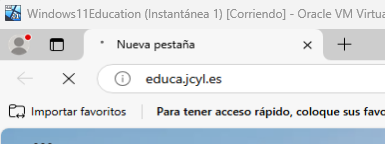 Windows11Education (Instantánea 1) [Corriendo] - Oracle VM Virtu
Nueva pestaña
educa.jcyl.es
Importar favoritos
Para tener acceso rápido, coloque sus favo